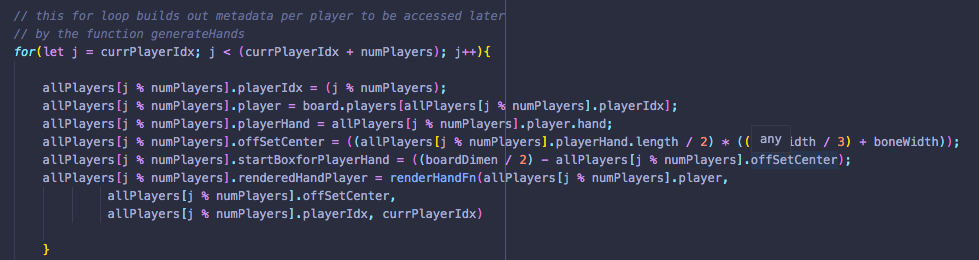 // this for loop builds out metadata per player to be accessed later
// by the function generateHands
for(let j = currPlayerIdx; j < (currPlayerIdx + numPlayers); j++){
allPlayers[j % numPlayers].playerIdx = (j % numPlayers);
allPlayers[j % numPlayers].player = board.players[allPlayers[j % numPlayers].playerIdx];
allPlayers[j % numPlayers].playerHand = allPlayers[j % numPlayers].player.hand;
allPlayers[j % numPlayers].offSetCenter = ((allPlayers[j % numPlayers].playerHand.length / 2) * (( any idth / 3) + boneWidth));
allPlayers[j % numPlayers].startBoxforPlayerHand = ((boardDimen / 2) - allPlayers[j % numPlayers].offSetCenter);
allPlayers[j % numPlayers].renderedHandPlayer = renderHandFn(allPlayers[j % numPlayers].player,
allPlayers[j % numPlayers].offSetCenter,
allPlayers[j % numPlayers].playerIdx, currPlayerIdx)
}